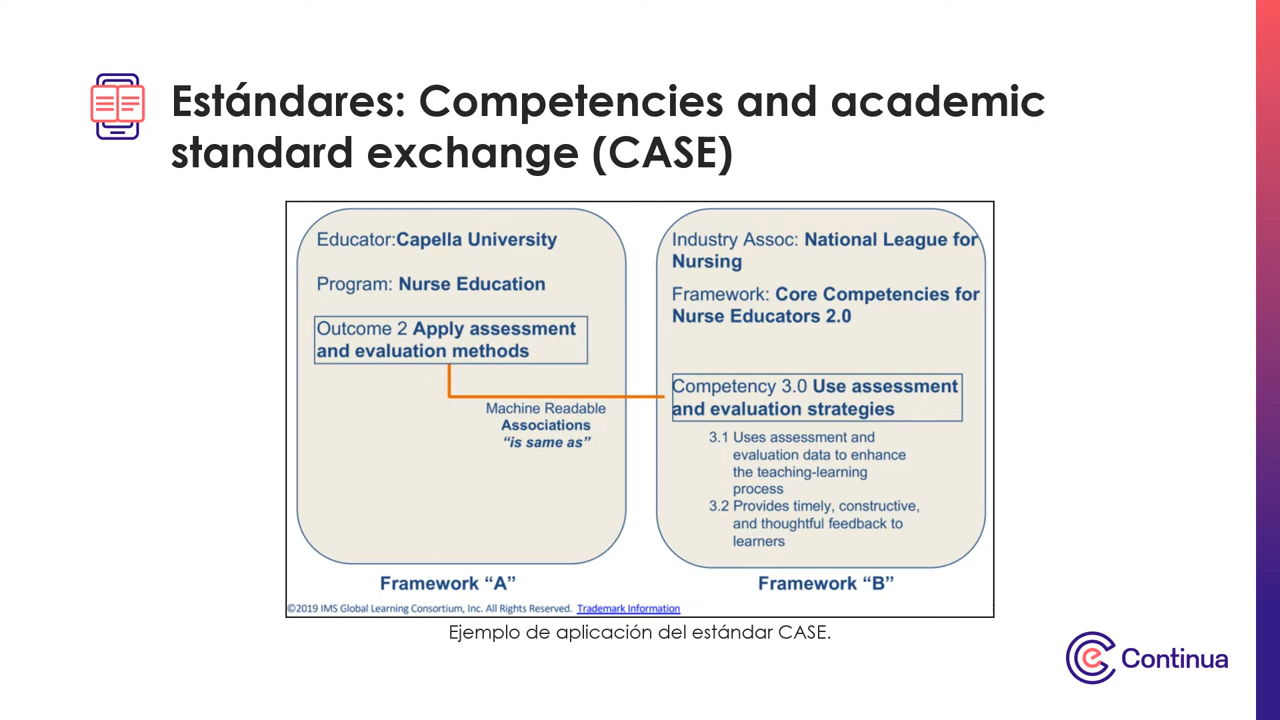 Estándares: Competencies and academic
standard exchange (CASE)
Educator:Capella University
Program: Nurse Education
Outcome 2 Apply assessment
and evaluation methods
Machine Readable
Associations
“is same as”
Framework “A”
Industry Assoc: National League for
Nursing
Framework: Core Competencies for
Nurse Educators 2.0
Competency 3.0 Use assessment
and evaluation strategies
3.1 Uses assessment and
evaluation data to enhance
the teaching-learning
process
3.2 Provides timely, constructive,
and thoughtful feedback to
learners
Framework “B”
©2019 IMS Global Learning Consortium, Inc. All Rights Reserved. Trademark Information
Ejemplo de aplicación del estándar CASE.
Continua